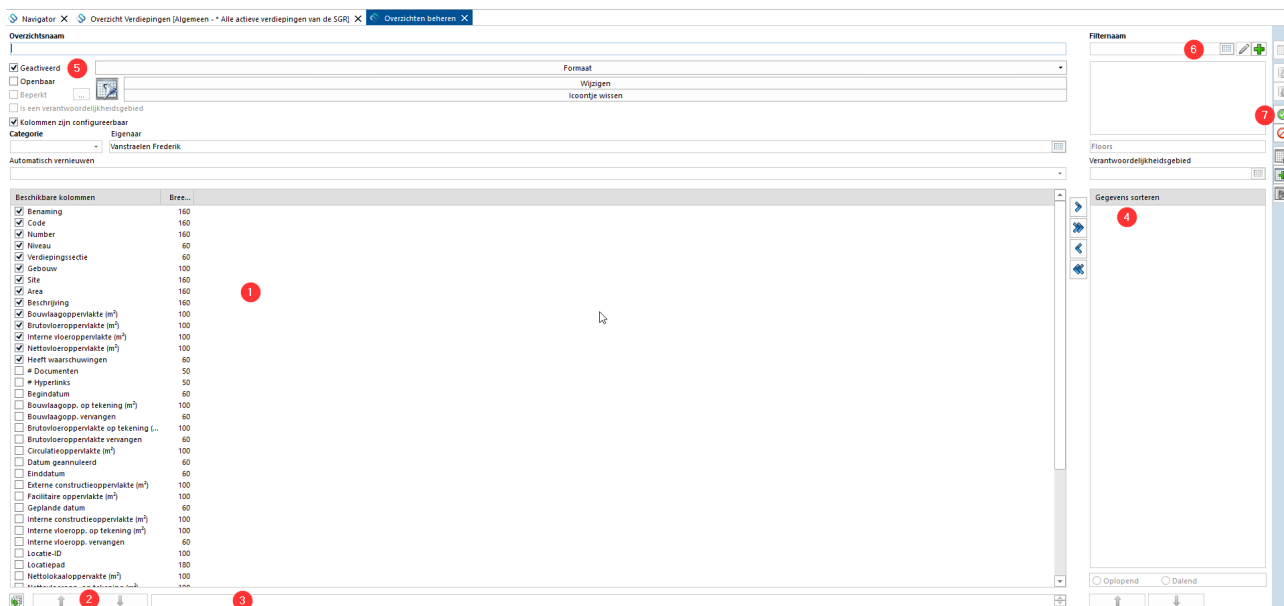 Navigator X Overzicht Verdiepingen [Algemeen - * Alle actieve verdiepingen van de SGR] X Overzichten beheren X
Overzichtsnaam
Filternaam
6
Geactiveerd 5 Formaat
Openbaar Wijzigen
Beperkt ... Icoontje wissen
Is een verantwoordelijkheidsgebied
7
Kolommen zijn configureerbaar
Categorie Eigenaar
Vanstraelen Frederik Floors
Automatisch vernieuwen Verantwoordelijkheidsgebied
Beschikbare kolommen Bree... Gegevens sorteren
Benaming 160
4
Code 160
Number 160
Niveau 60
Verdiepingssectie 60
Gebouw 100
Site 160
Area 160
1
Beschrijving 160
Bouwlaagoppervlakte (m²) 100
Brutovloeroppervlakte (m²) 100
Interne vloeroppervlakte (m²) 100
Nettovloeroppervlakte (m²) 100
Heeft waarschuwingen 60
# Documenten 50
# Hyperlinks 50
Begindatum 60
Bouwlaagopp. op tekening (m²) 100
Bouwlaagopp. vervangen 60
Brutovloeroppervlakte op tekening (... 100
Brutovloeroppervlakte vervangen 60
Circulatieoppervlakte (m²) 100
Datum geannuleerd 60
Einddatum 60
Externe constructieoppervlakte (m²) 100
Facilitaire oppervlakte (m²) 100
Geplande datum 60
Interne constructieoppervlakte (m²) 100
Interne vloeropp. op tekening (m²) 100
Interne vloeropp. vervangen 60
Locatie-ID 100
Locatiepad 180
Nettolokaaloppervakte (m²) 100
Oplopend Dalend
2 3